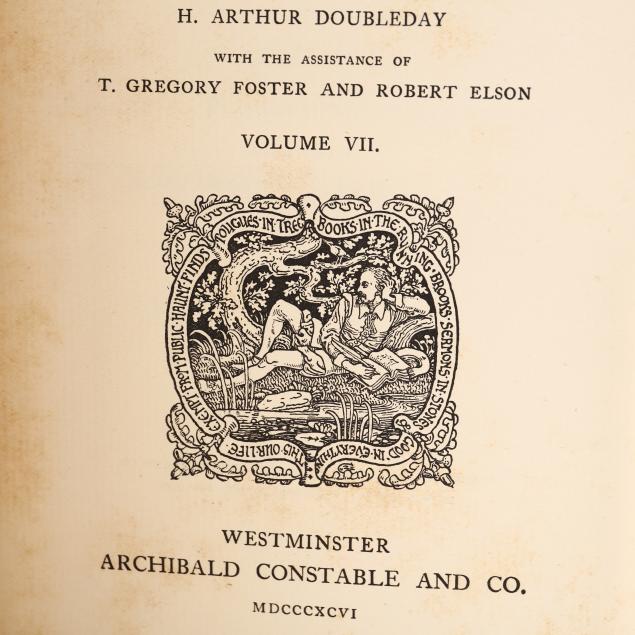 H. ARTHUR DOUBLEDAY
WITH THE ASSISTANCE OF
T. GREGORY FOSTER AND ROBERT ELSON
VOLUME VII.
THIS OUR LIFE EXEMPT FROM PUBLIC HAUNT FINDS TONGUES·IN·TREES BOOKS·IN·THE·RUNNING·BROOKS SERMONS·IN·STONES & GOOD·IN·EVERYTHING
WESTMINSTER
ARCHIBALD CONSTABLE AND CO.
MDCCCXCVI